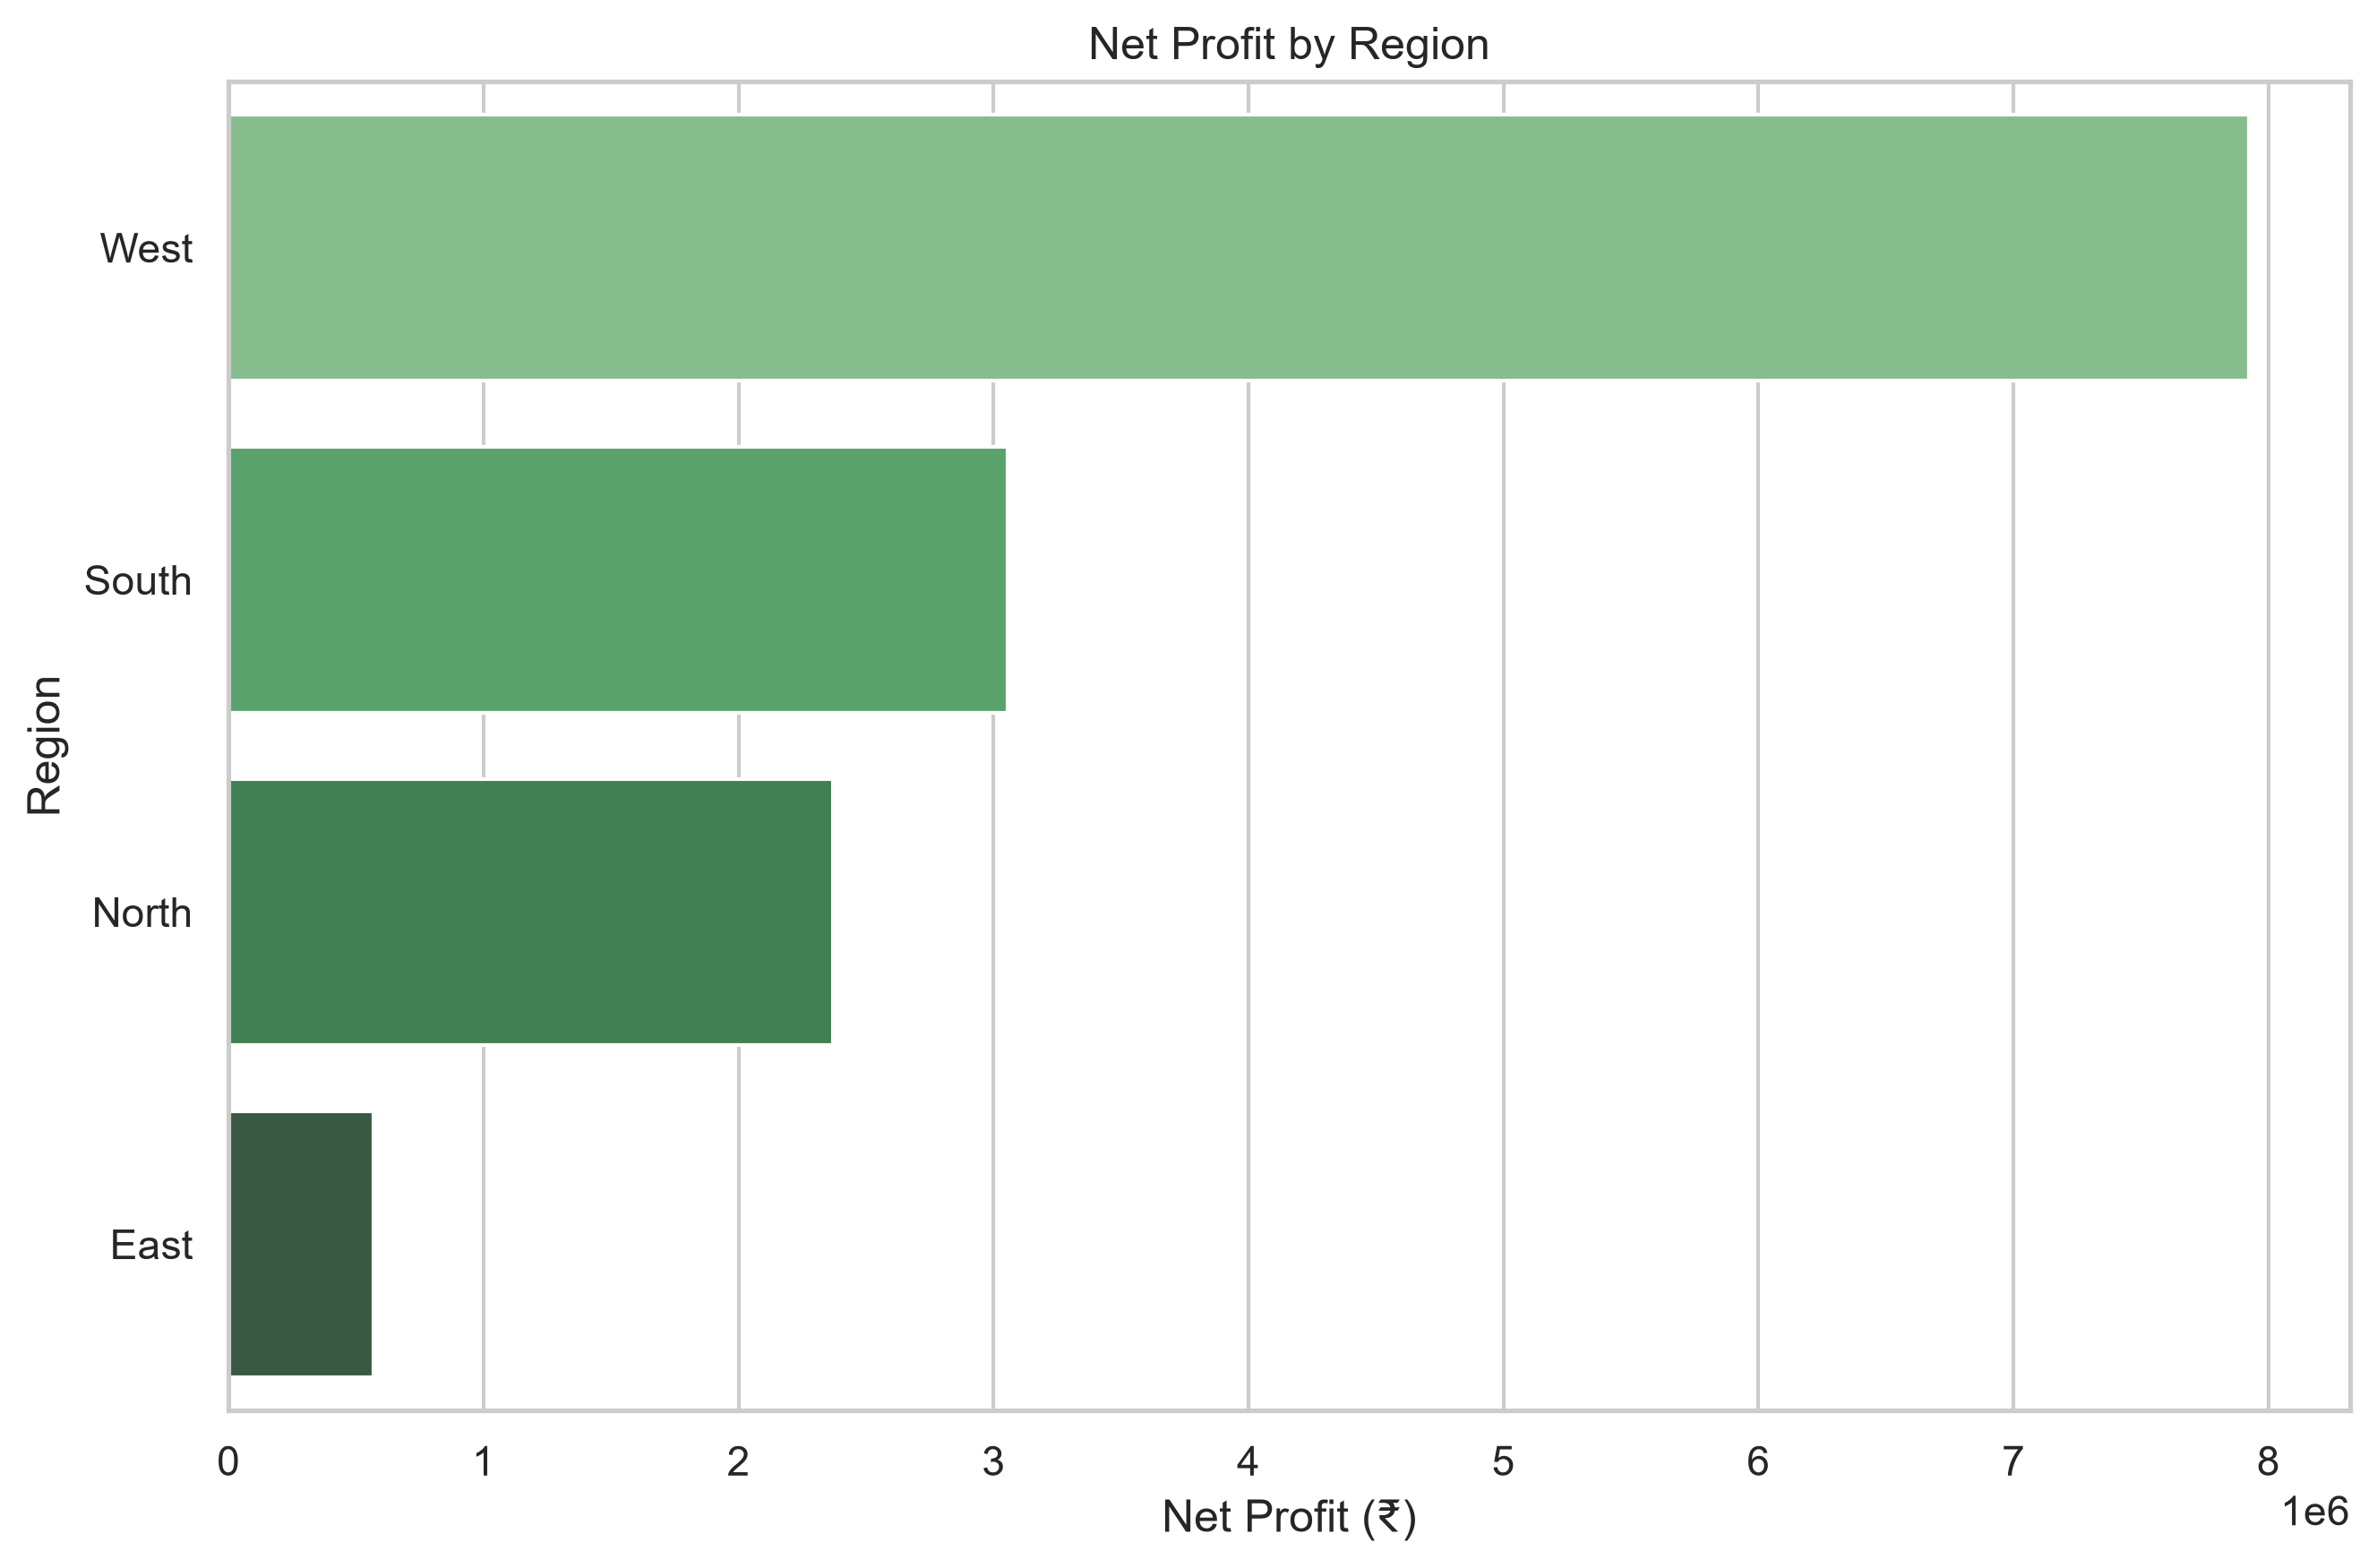 Net Profit by Region
West
South
North
East
Region
0 1 2 3 4 5 6 7 8
1e6
Net Profit (₹)